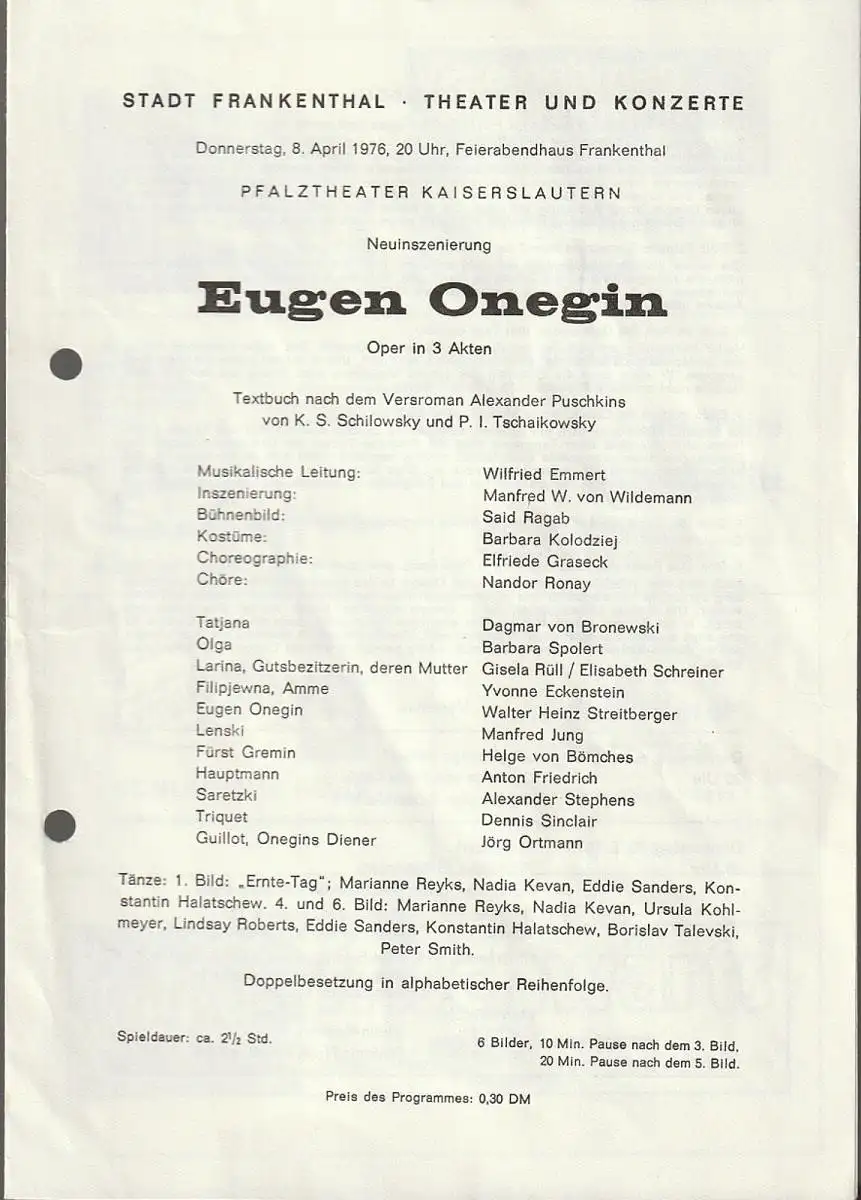 STADT FRANKENTHAL · THEATER UND KONZERTE
Donnerstag, 8. April 1976, 20 Uhr, Feierabendhaus Frankenthal
PFALZTHEATER KAISERSLAUTERN
Neuinszenierung
Eugen Onegin
Oper in 3 Akten
Textbuch nach dem Versroman Alexander Puschkins
von K. S. Schilowsky und P. I. Tschaikowsky
Musikalische Leitung: Wilfried Emmert
Inszenierung: Manfred W. von Wildemann
Bühnenbild: Said Ragab
Kostüme: Barbara Kolodziej
Choreographie: Elfriede Graseck
Chöre: Nandor Ronay
Tatjana Dagmar von Bronewski
Olga Barbara Spolert
Larina, Gutsbezitzerin, deren Mutter Gisela Rüll / Elisabeth Schreiner
Filipjewna, Amme Yvonne Eckenstein
Eugen Onegin Walter Heinz Streitberger
Lenski Manfred Jung
Fürst Gremin Helge von Bömches
Hauptmann Anton Friedrich
Saretzki Alexander Stephens
Triquet Dennis Sinclair
Guillot, Onegins Diener Jörg Ortmann
Tänze: 1. Bild: „Ernte-Tag"; Marianne Reyks, Nadia Kevan, Eddie Sanders, Kon-
stantin Halatschew. 4. und 6. Bild: Marianne Reyks, Nadia Kevan, Ursula Kohl-
meyer, Lindsay Roberts, Eddie Sanders, Konstantin Halatschew, Borislav Talevski,
Peter Smith.
Doppelbesetzung in alphabetischer Reihenfolge.
Spieldauer: ca. 2½ Std. 6 Bilder, 10 Min. Pause nach dem 3. Bild,
20 Min. Pause nach dem 5. Bild.
Preis des Programmes: 0,30 DM